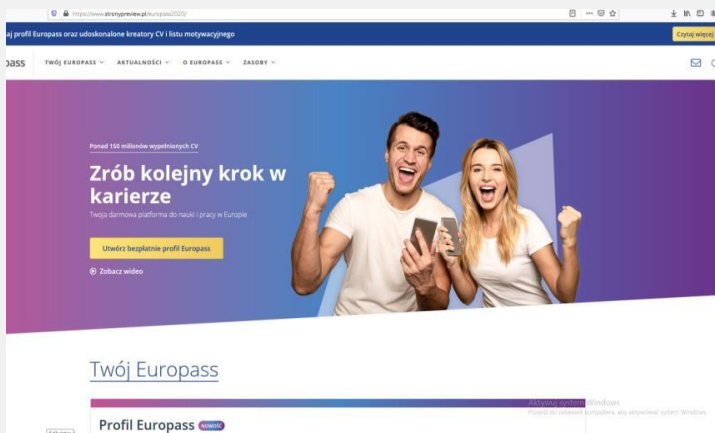 https://www.stronypreview.pl/europass2020/
aj profil Europass oraz udoskonalone kreatory CV i listu motywacyjnego
Czytaj więcej
pass
TWÓJ EUROPASS
AKTUALNOŚCI
O EUROPASS
ZASOBY
Ponad 150 milionów wypełnionych CV
Zrób kolejny krok w
karierze
Twoja darmowa platforma do nauki i pracy w Europie
Utwórz bezpłatnie profil Europass
Zobacz wideo
Twój Europass
Aktywuj system Windows
Przejdź do ustawień komputera, aby aktywować system Windows.
Profil Europass NOWOŚĆ